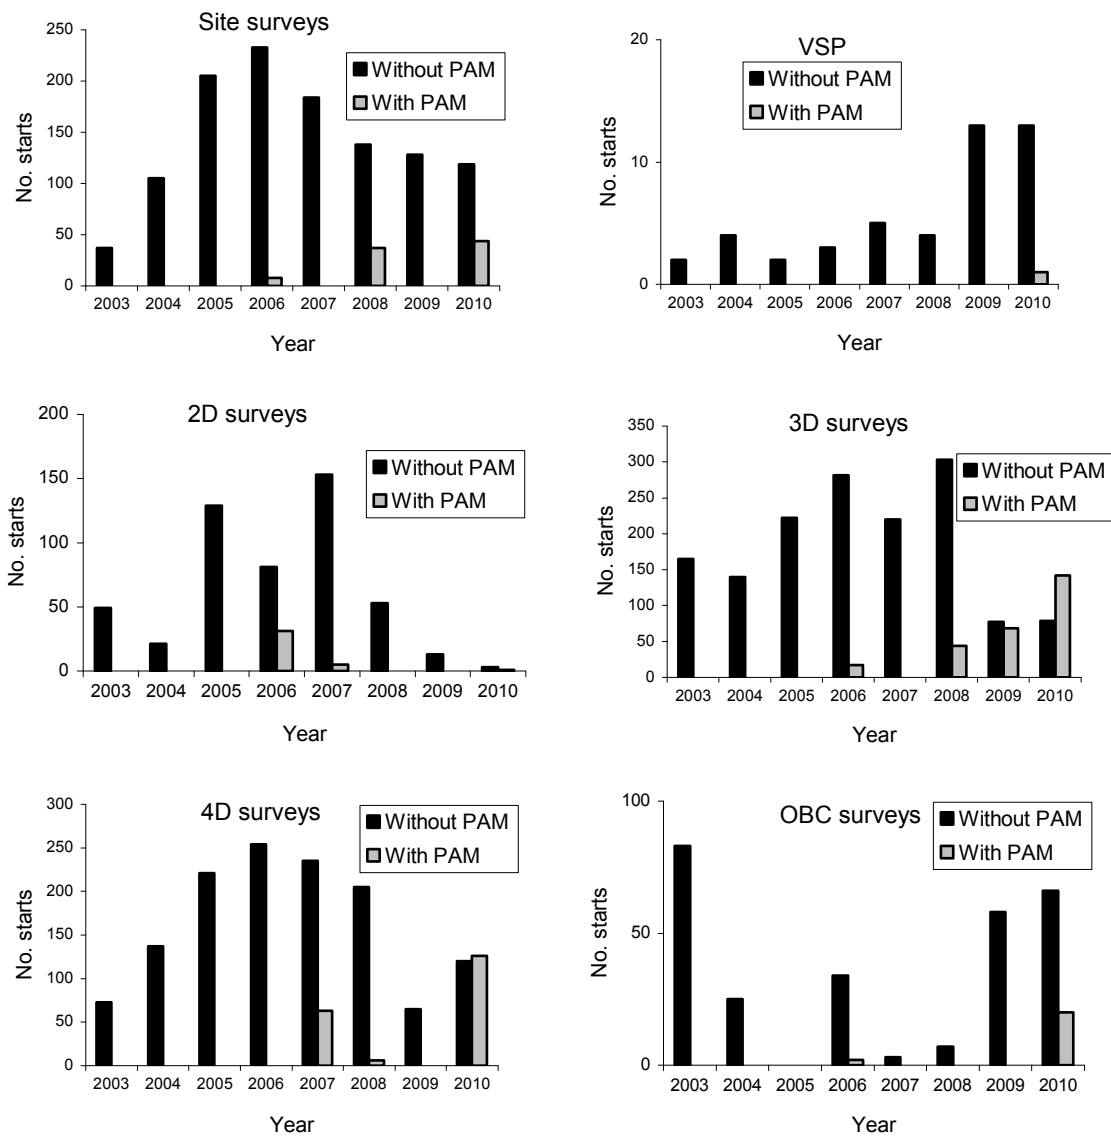 Site surveys
No. starts
250
200
150
100
50
0
Without PAM
With PAM
2003 2004 2005 2006 2007 2008 2009 2010
Year
VSP
No. starts
20
10
0
Without PAM
With PAM
2003 2004 2005 2006 2007 2008 2009 2010
Year
2D surveys
No. starts
200
150
100
50
0
Without PAM
With PAM
2003 2004 2005 2006 2007 2008 2009 2010
Year
3D surveys
No. starts
350
300
250
200
150
100
50
0
Without PAM
With PAM
2003 2004 2005 2006 2007 2008 2009 2010
Year
4D surveys
No. starts
300
250
200
150
100
50
0
Without PAM
With PAM
2003 2004 2005 2006 2007 2008 2009 2010
Year
OBC surveys
No. starts
100
50
0
Without PAM
With PAM
2003 2004 2005 2006 2007 2008 2009 2010
Year